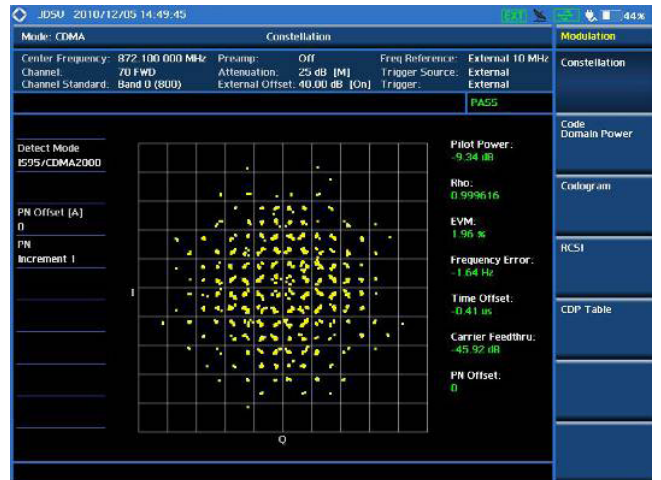 JDSU 2010/12/05 14:49:45 EXT 44%
Mode: CDMA Constellation Modulation
Center Frequency: 872.100 000 MHz Preamp: Off Freq Reference: External 10 MHz
Channel: 70 FWD Attenuation: 25 dB [M] Trigger Source: External
Channel Standard: Band 0 (800) External Offset: 40.00 dB [On] Trigger: External
PASS
Constellation
Code
Domain Power
Codogram
RCSI
CDP Table
Detect Mode
IS95/CDMA2000
PN Offset [A]
0
PN
Increment 1
I
Q
Pilot Power:
-9.34 dB
Rho:
0.999616
EVM:
1.96 %
Frequency Error:
-1.64 Hz
Time Offset:
-0.41 us
Carrier Feedthru:
-45.92 dB
PN Offset:
0